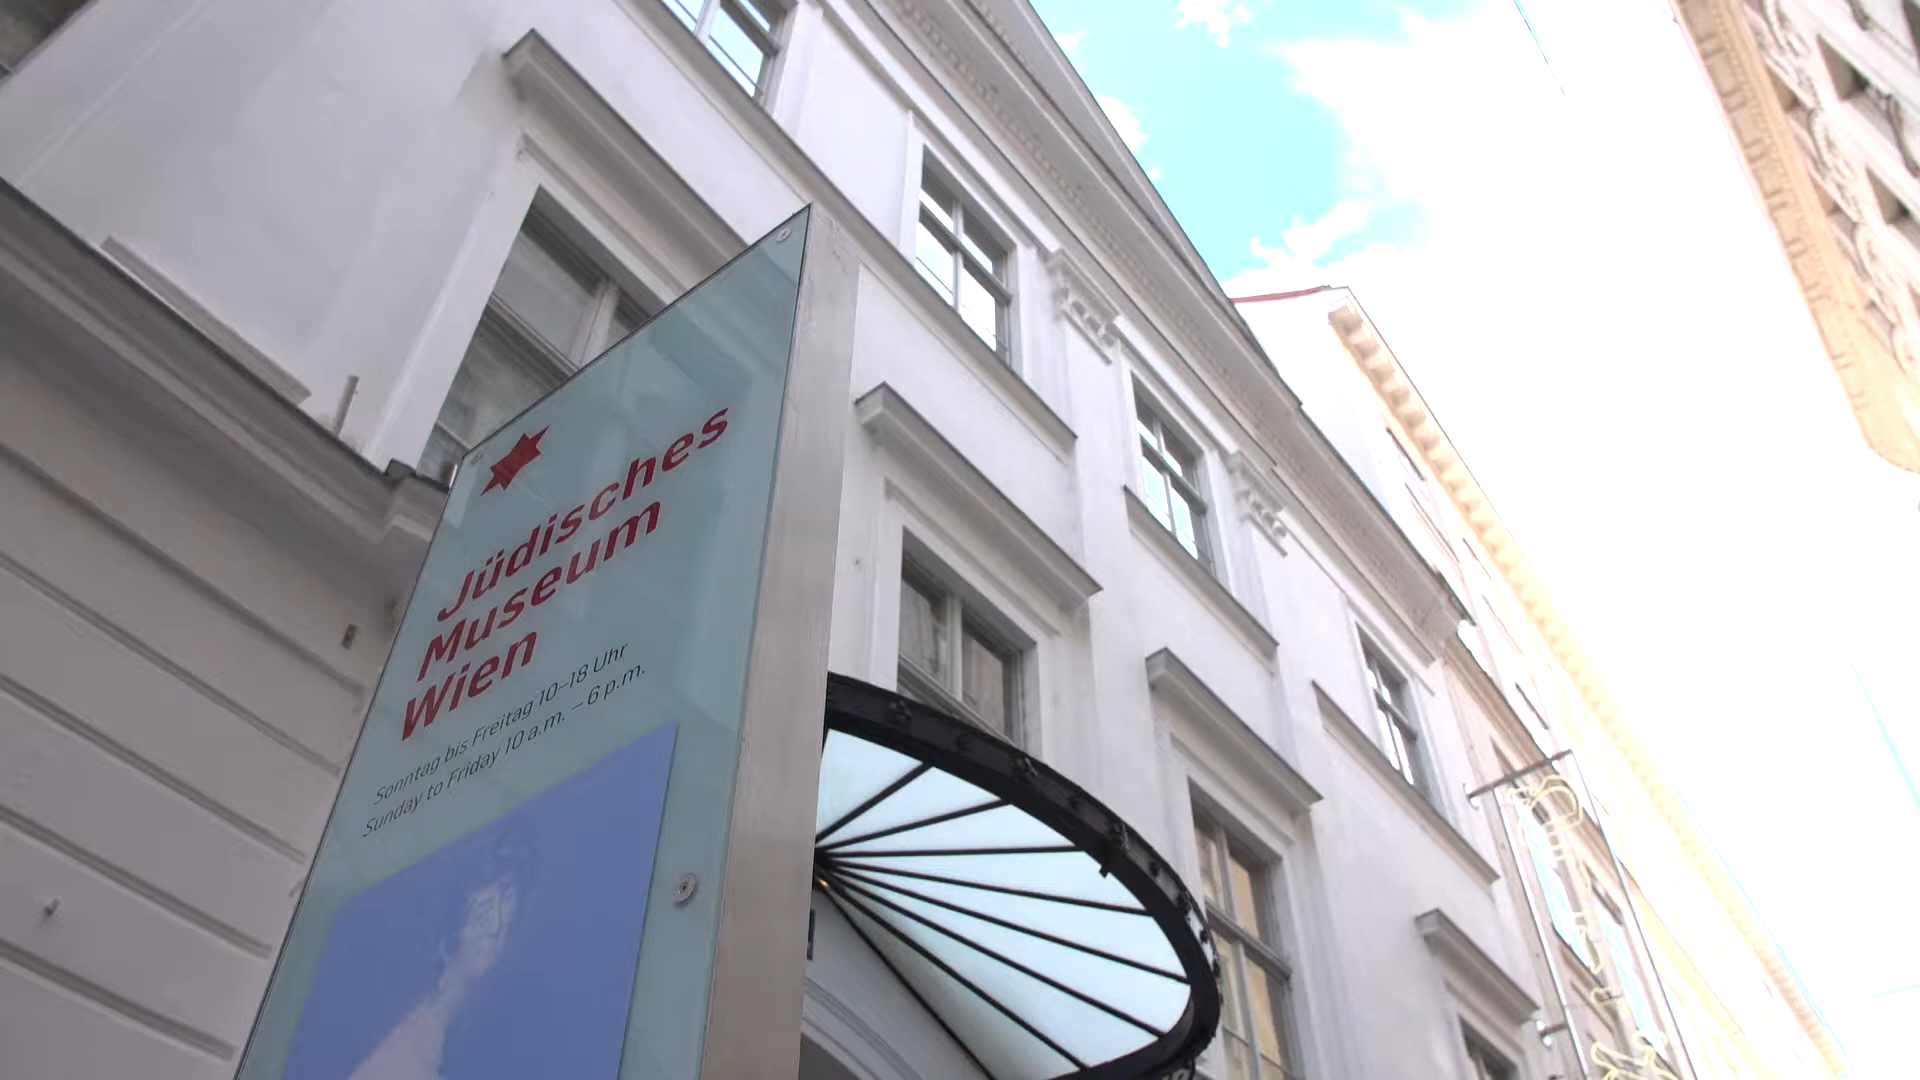 Jüdisches
Museum
Wien
Sonntag bis Freitag 10–18 Uhr
Sunday to Friday 10 a.m. – 6 p.m.